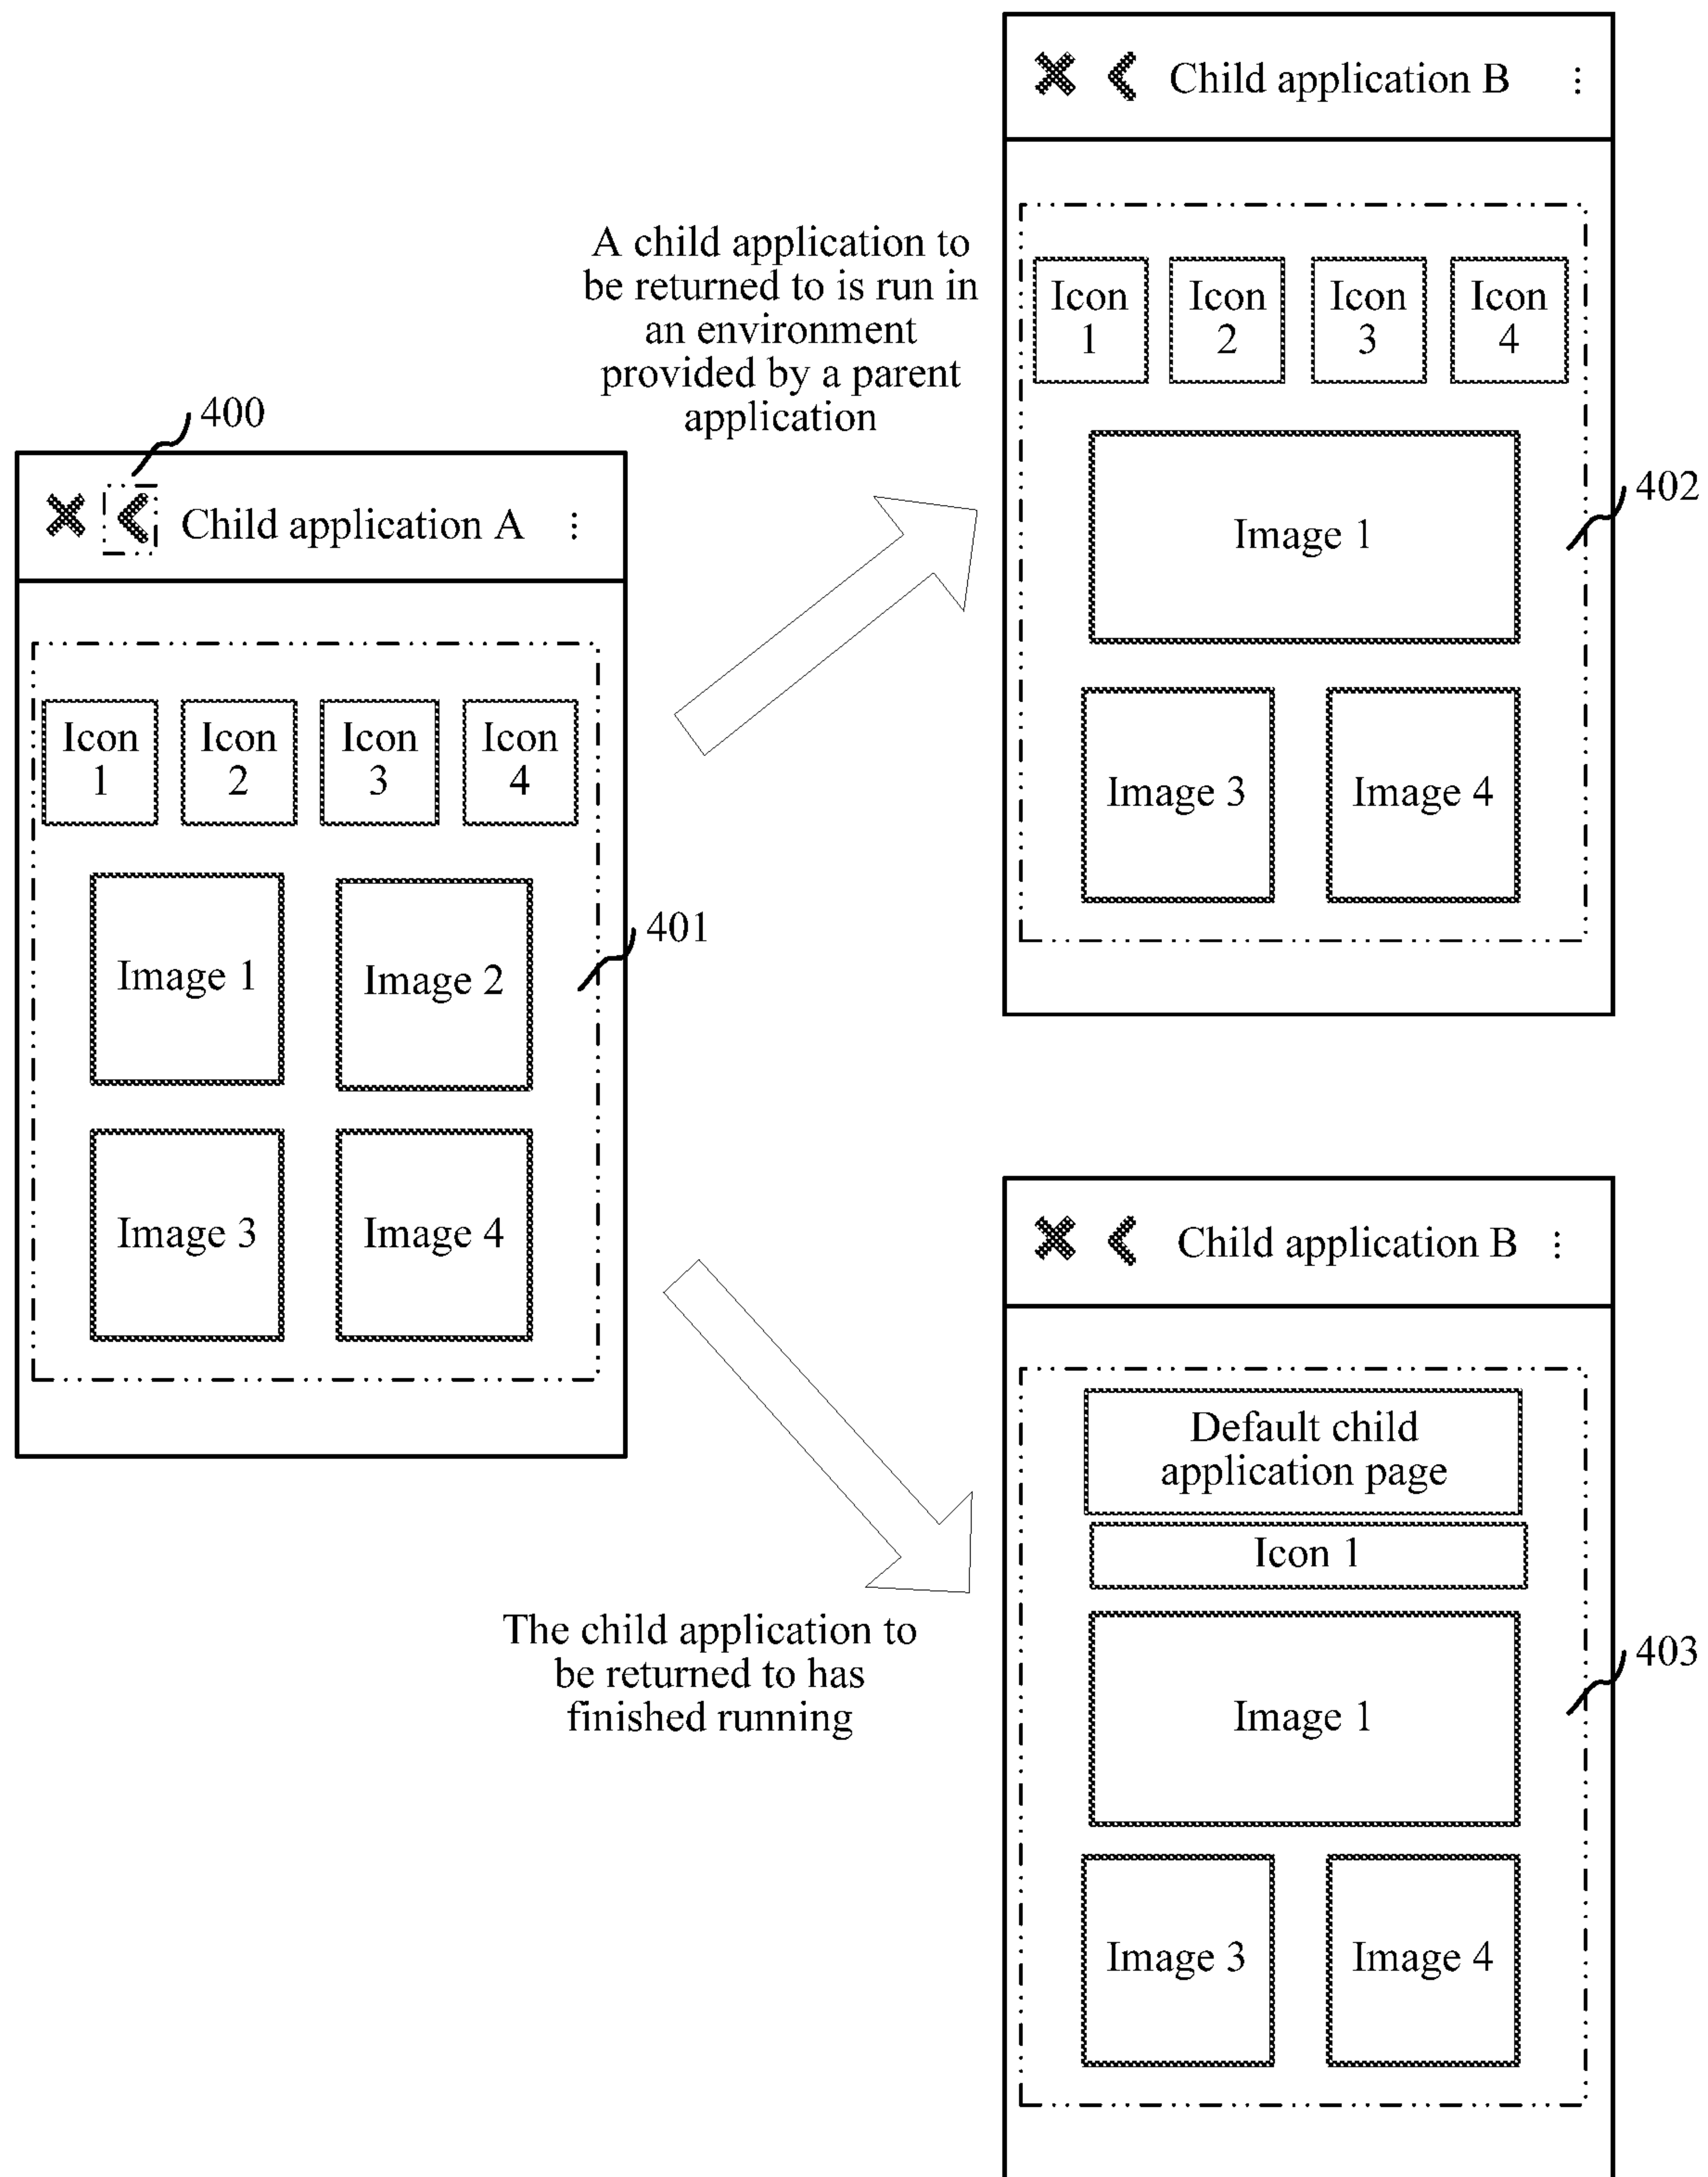 400
Child application A
Icon
1
Icon
2
Icon
3
Icon
4
Image 1
Image 2
401
Image 3
Image 4
A child application to
be returned to is run in
an environment
provided by a parent
application
Child application B
Icon
1
Icon
2
Icon
3
Icon
4
Image 1
402
Image 3
Image 4
The child application to
be returned to has
finished running
Child application B
Default child
application page
Icon 1
Image 1
403
Image 3
Image 4